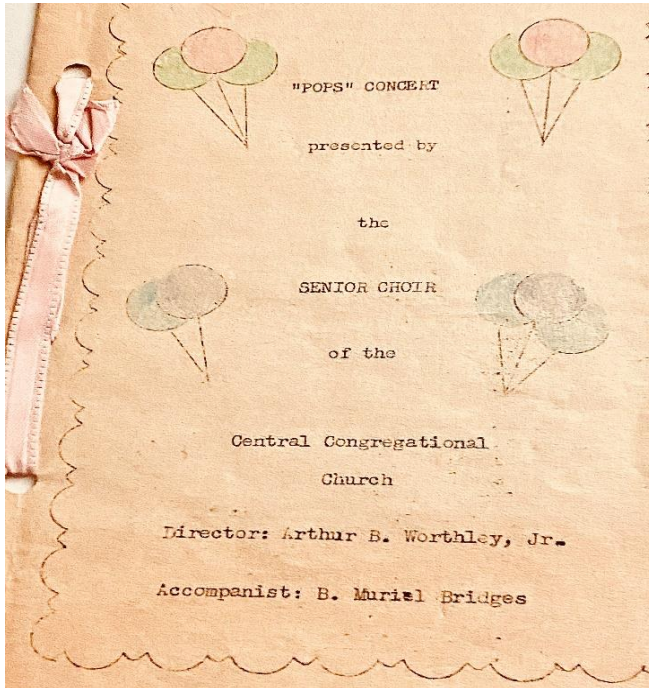 "POPS" CONCERT
presented by
the
SENIOR CHOIR
of the
Central Congregational
Church
Director: Arthur B. Worthley, Jr.
Accompanist: B. Muriel Bridges